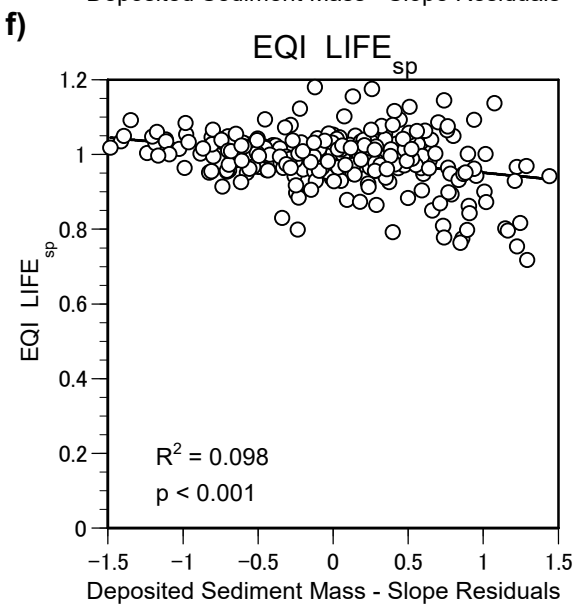 Deposited Sediment Mass - Slope Residuals
f)
EQI LIFEsp
1.2
1
0.8
0.6
0.4
0.2
0
EQI LIFEsp
R2 = 0.098
p < 0.001
−1.5 −1 −0.5 0 0.5 1 1.5
Deposited Sediment Mass - Slope Residuals